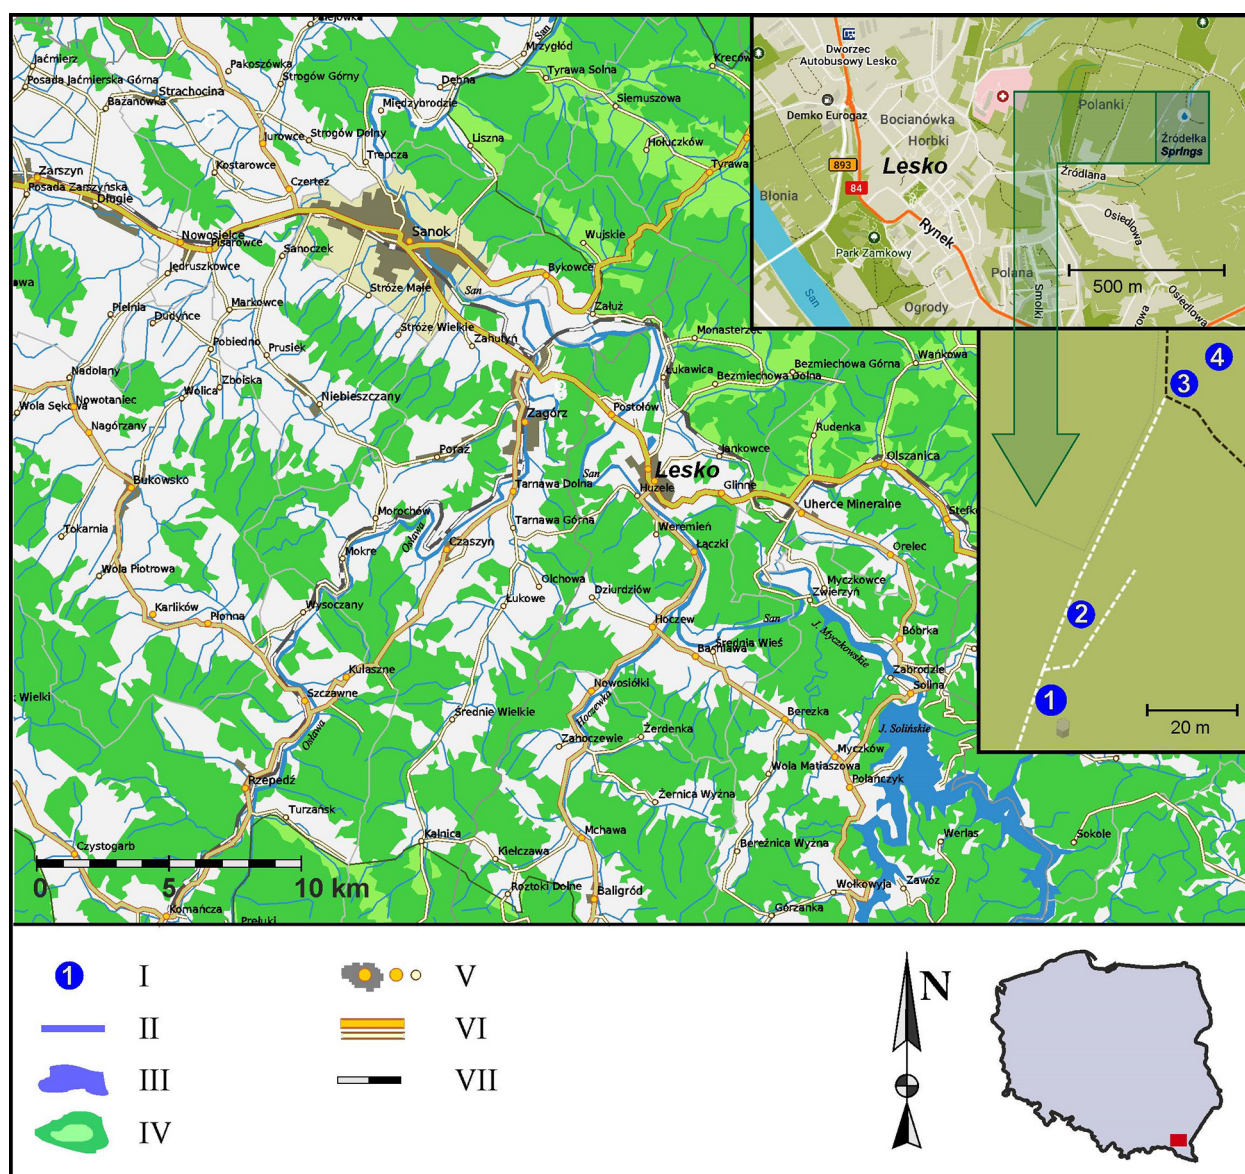 Jaćmierz
Posada Jaćmierska Górna
Bażanówka
Strachocina
Pakoszówka
Strogów Górny
Jurowce
Strogów Dolny
Kostarowce
Trepcza
Czerteż
Międzybrodzie
Dębna
Mrzygłód
San
Tyrawa Solna
Siemuszowa
Liszna
Hołuczków
Tyrawa
Kreców
Zarszyn
Posada Zarszyńska
Długie
Nowosielce
Pisarowce
Sanoczek
Sanok
Wujskie
Bykowce
Jędruszkowce
Stróże Małe
San
Załuż
Pielnia
Markowce
Dudyńce
Stróże Wielkie
Zahutyń
Monasterzec
Pobiedno
Prusiek
Bezmiechowa Górna
Wańkowa
Nadolany
Zboiska
Wolica
Łukawica
Bezmiechowa Dolna
Nowotaniec
Wola Sękowa
Niebieszczany
Zagórz
Postołów
Rudenka
Nagórzany
Poraż
Jankowce
Olszanica
San
Lesko
Bukowsko
Tarnawa Dolna
Huzele
Glinne
Uherce Mineralne
Stefko
Morochów
Osława
Tokarnia
Tarnawa Górna
Weremień
Mokre
Czaszyn
Łączki
Orelec
Wola Piotrowa
Olchowa
Dziurdziów
Myczkowce
Zwierzyń
Karlików
Płonna
Wysoczany
Łukowe
Hoczew
San
J. Myczkowskie
Bóbrka
Średnia Wieś
Bachlawa
Kulaszne
Zabrodzie
Solina
k Wielki
Szczawne
Nowosiółki
Hoczewka
Osława
Średnie Wielkie
Berezka
J. Solińskie
Żerdenka
Zahoczewie
Myczków
Wola Matiaszowa
Polańczyk
Rzepedź
Turzańsk
Żernica Wyżna
Kalnica
Mchawa
Bereżnica Wyżna
Werlas
Sokole
Czystogarb
Kiełczawa
Roztoki Dolne
Baligród
Wołkowyja
Zawóz
Górzanka
Komańcza
Prełuki
0 5 10 km
Dworzec
Autobusowy Lesko
Demko Eurogaz
Bocianówka
Horbki
Polanki
Źródełka
Springs
893
84
Lesko
Źródlana
Błonia
Rynek
Osiedlowa
Park Zamkowy
Polana
500 m
Smolki
Osiedlowa
San
Ogrody
4
3
2
1
20 m
1 I
II
III
IV
V
VI
VII
N